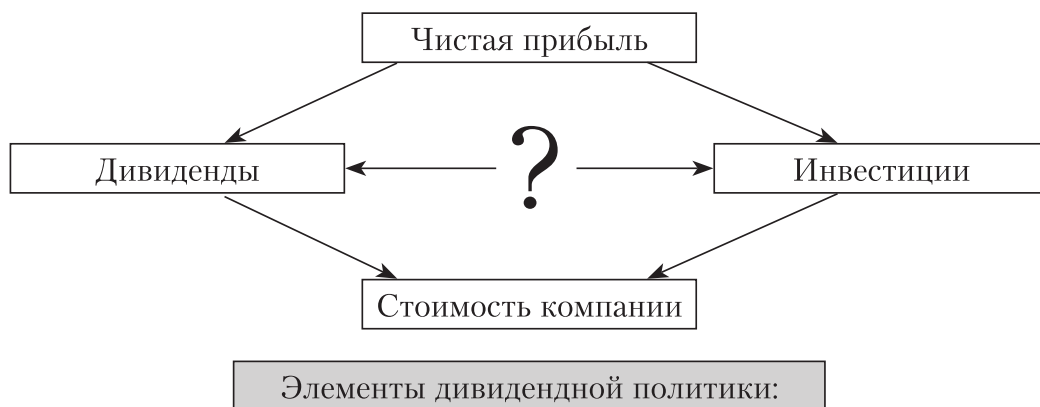 Чистая прибыль
Дивиденды
?
Инвестиции
Стоимость компании
Элементы дивидендной политики: